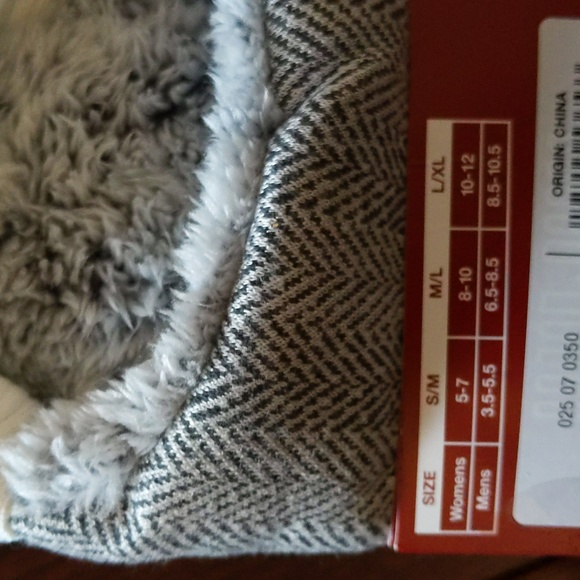 SIZE S/M M/L L/XL
Womens 5-7 8-10 10-12
Mens 3.5-5.5 6.5-8.5 8.5-10.5
ORIGIN: CHINA
025 07 0350